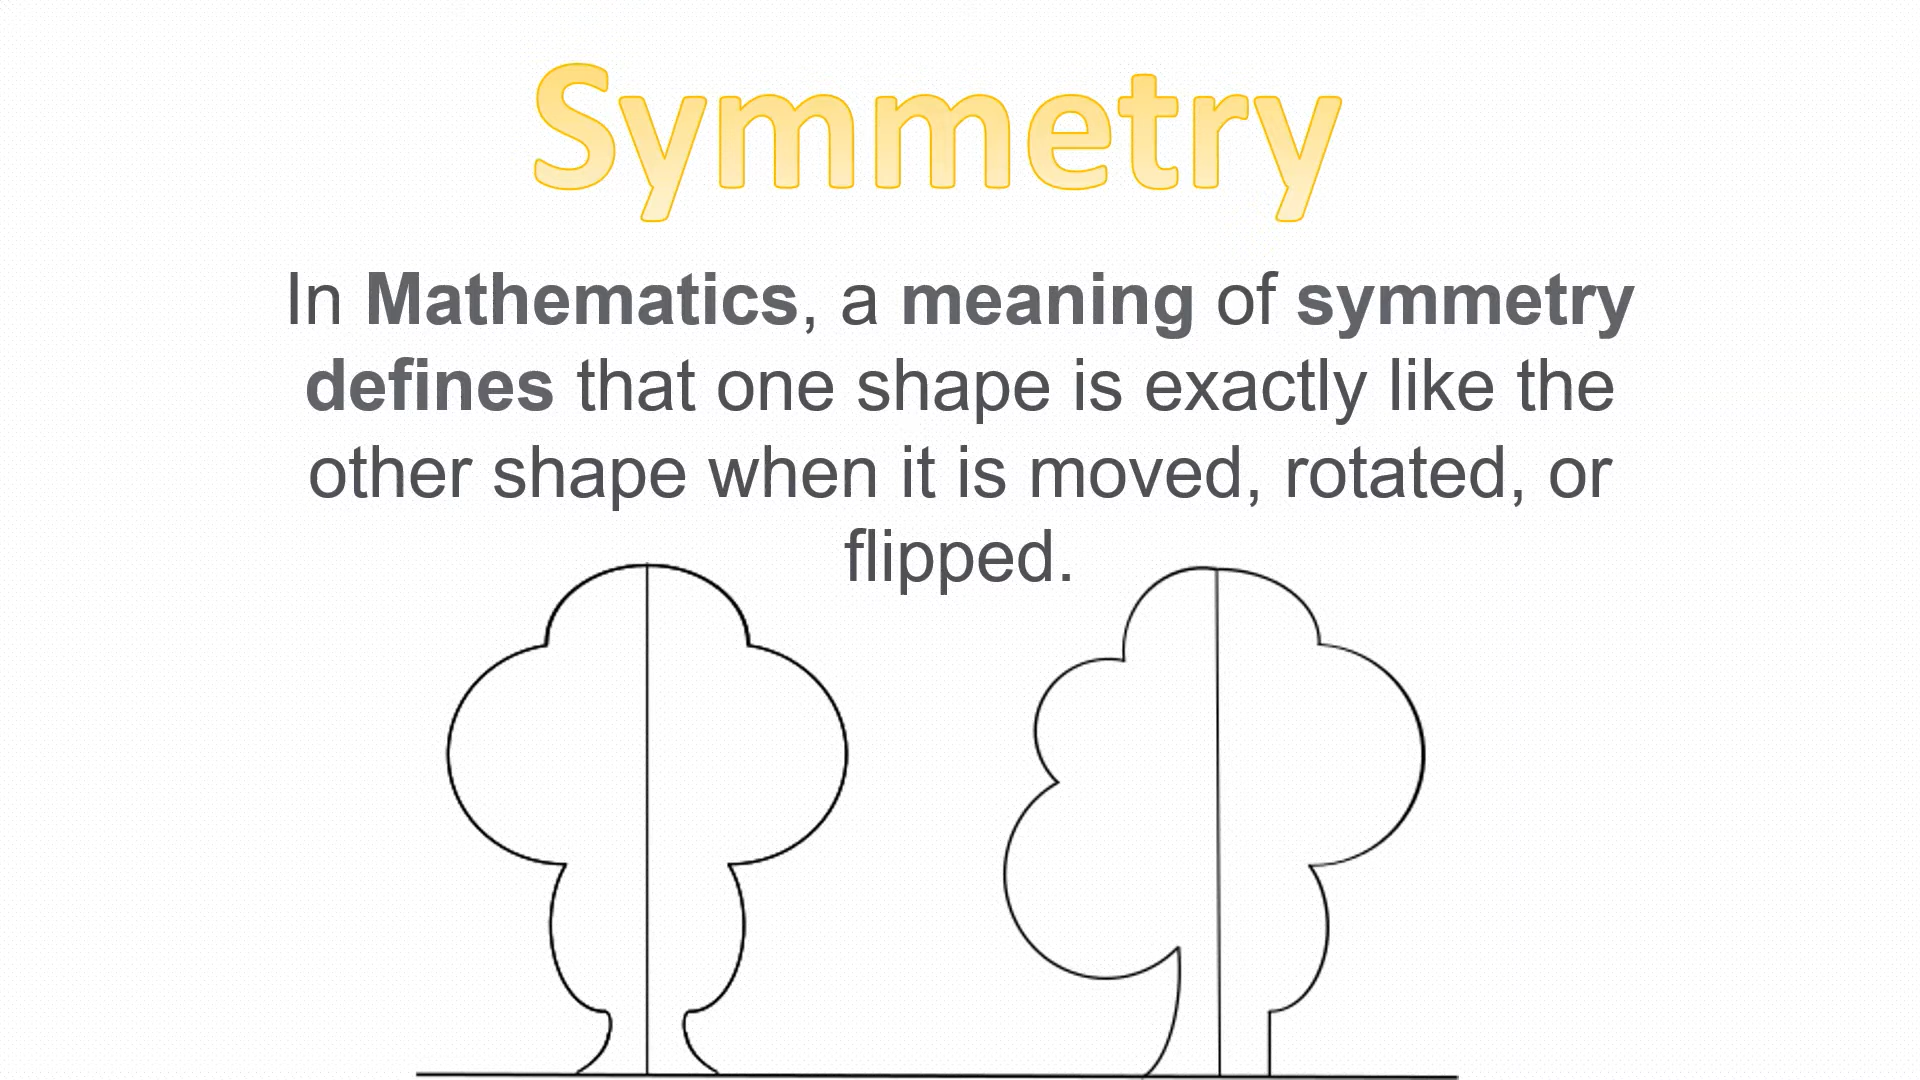 Symmetry
In Mathematics, a meaning of symmetry
defines that one shape is exactly like the
other shape when it is moved, rotated, or
flipped.